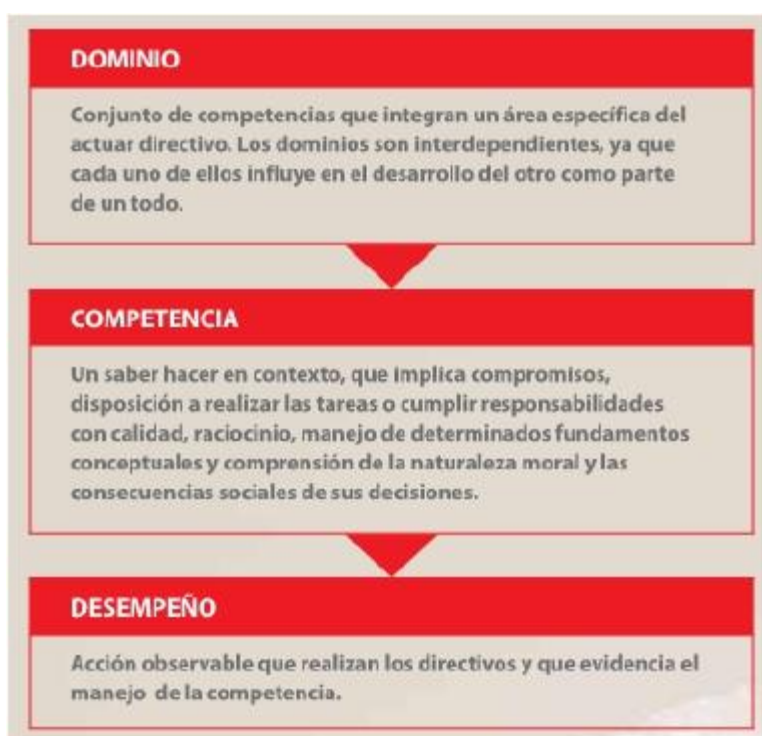 DOMINIO
Conjunto de competencias que integran un área específica del
actuar directivo. Los dominios son interdependientes, ya que
cada uno de ellos influye en el desarrollo del otro como parte
de un todo.
COMPETENCIA
Un saber hacer en contexto, que implica compromisos,
disposición a realizar las tareas o cumplir responsabilidades
con calidad, raciocinio, manejo de determinados fundamentos
conceptuales y comprensión de la naturaleza moral y las
consecuencias sociales de sus decisiones.
DESEMPEÑO
Acción observable que realizan los directivos y que evidencia el
manejo de la competencia.